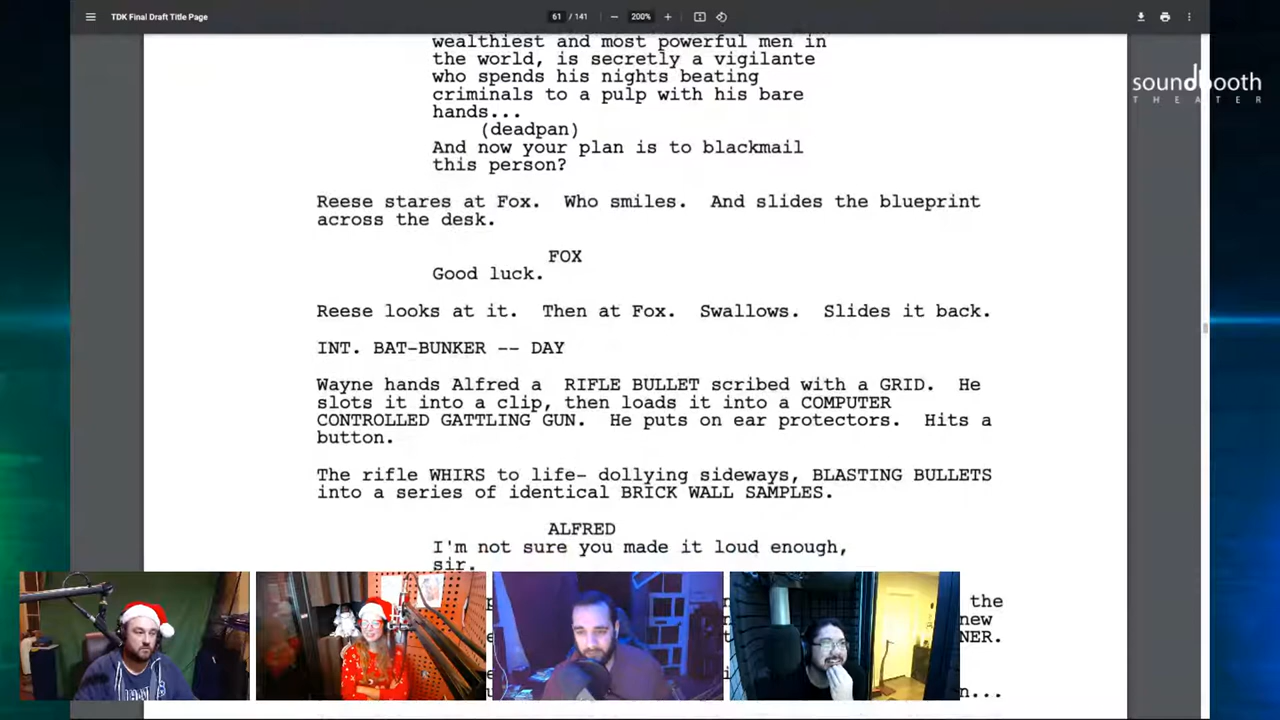 TDK Final Draft Title Page
61 / 141
200%
soundbooth
THEATER
wealthiest and most powerful men in
the world, is secretly a vigilante
who spends his nights beating
criminals to a pulp with his bare
hands...
(deadpan)
And now your plan is to blackmail
this person?
Reese stares at Fox. Who smiles. And slides the blueprint
across the desk.
FOX
Good luck.
Reese looks at it. Then at Fox. Swallows. Slides it back.
INT. BAT-BUNKER -- DAY
Wayne hands Alfred a RIFLE BULLET scribed with a GRID. He
slots it into a clip, then loads it into a COMPUTER
CONTROLLED GATTLING GUN. He puts on ear protectors. Hits a
button.
The rifle WHIRS to life- dollying sideways, BLASTING BULLETS
into a series of identical BRICK WALL SAMPLES.
ALFRED
I'm not sure you made it loud enough,
sir.
the
new
NER.